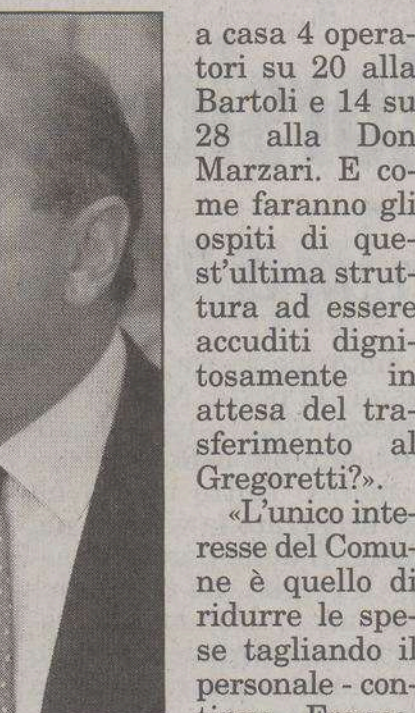 a casa 4 opera-
tori su 20 alla
Bartoli e 14 su
28 alla Don
Marzari. E co-
me faranno gli
ospiti di que-
st'ultima strut-
tura ad essere
accuditi digni-
tosamente in
attesa del tra-
sferimento al
Gregoretti?».
«L'unico inte-
resse del Comu-
ne è quello di
ridurre le spe-
se tagliando il
personale - con-